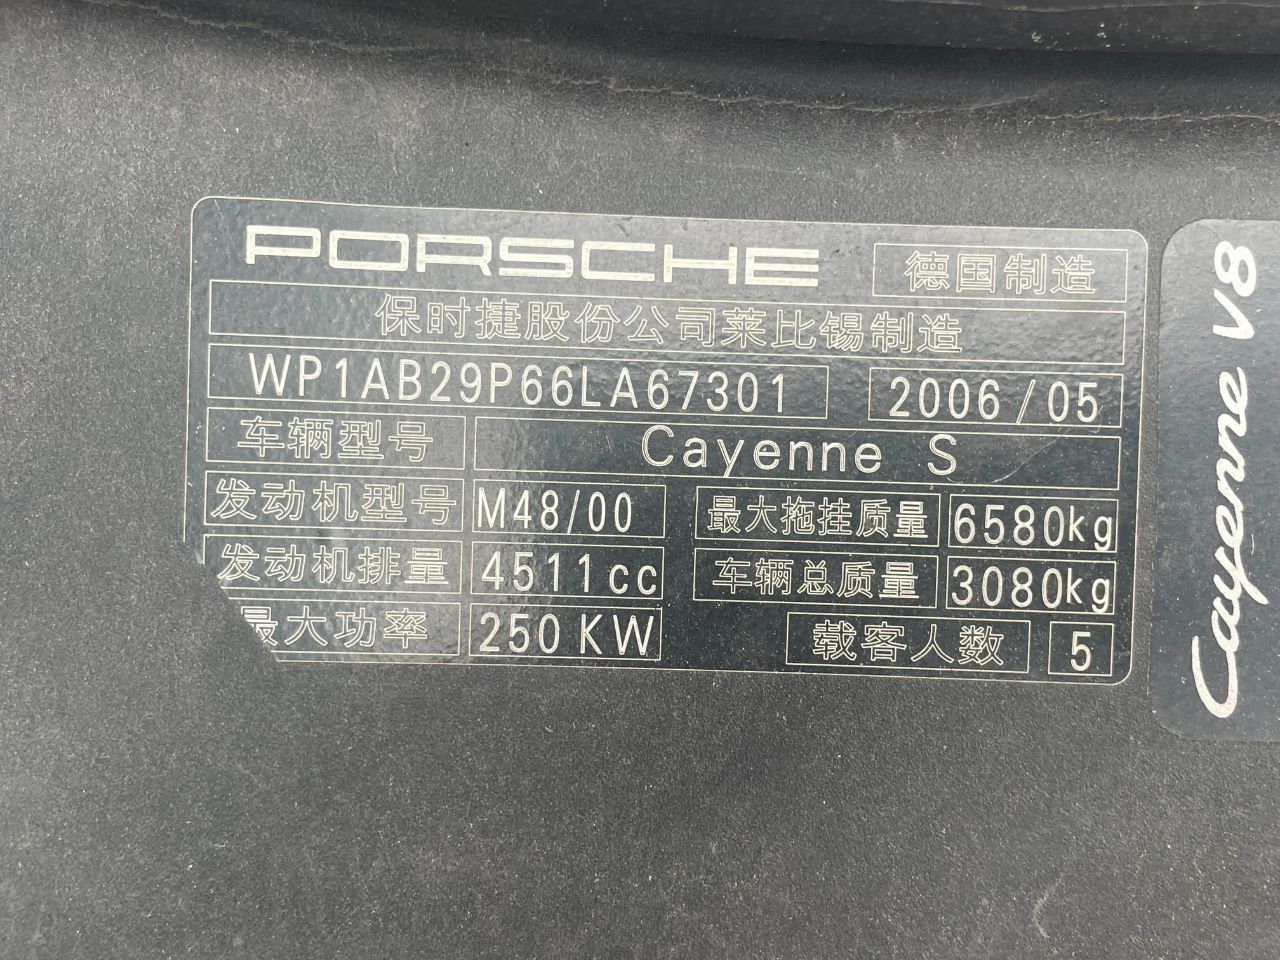 PORSCHE 德国制造
保时捷股份公司莱比锡制造
WP1AB29P66LA67301 2006/05
车辆型号 Cayenne S
发动机型号 M48/00 最大拖挂质量 6580kg
发动机排量 4511cc 车辆总质量 3080kg
最大功率 250 KW 载客人数 5
Cayenne V8